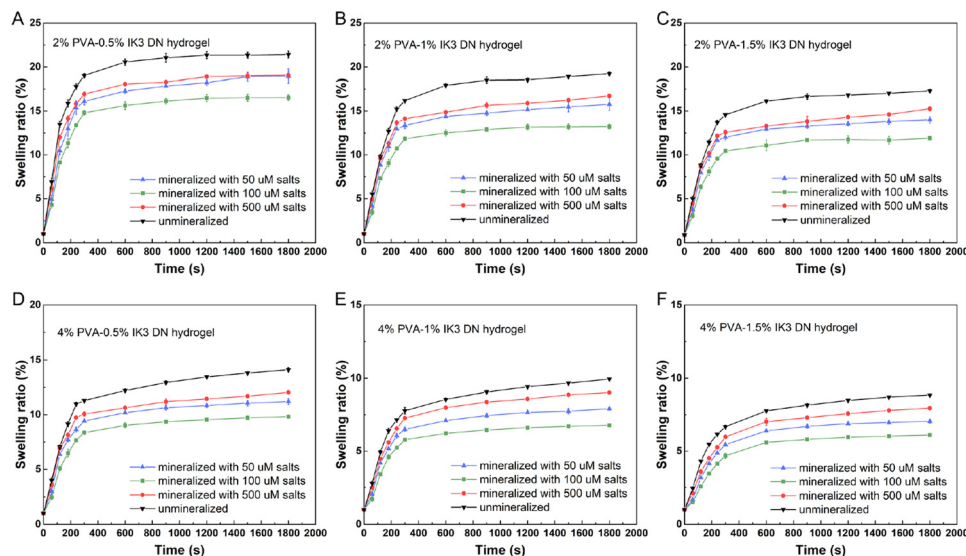 A
2% PVA-0.5% IK3 DN hydrogel
Swelling ratio (%)
25
20
15
10
5
0
mineralized with 50 uM salts
mineralized with 100 uM salts
mineralized with 500 uM salts
unmineralized
0 200 400 600 800 1000 1200 1400 1600 1800 2000
Time (s)
B
2% PVA-1% IK3 DN hydrogel
Swelling ratio (%)
25
20
15
10
5
0
mineralized with 50 uM salts
mineralized with 100 uM salts
mineralized with 500 uM salts
unmineralized
0 200 400 600 800 1000 1200 1400 1600 1800 2000
Time (s)
C
2% PVA-1.5% IK3 DN hydrogel
Swelling ratio (%)
25
20
15
10
5
0
mineralized with 50 uM salts
mineralized with 100 uM salts
mineralized with 500 uM salts
unmineralized
0 200 400 600 800 1000 1200 1400 1600 1800 2000
Time (s)
D
4% PVA-0.5% IK3 DN hydrogel
Swelling ratio (%)
20
15
10
5
0
mineralized with 50 uM salts
mineralized with 100 uM salts
mineralized with 500 uM salts
unmineralized
0 200 400 600 800 1000 1200 1400 1600 1800 2000
Time (s)
E
4% PVA-1% IK3 DN hydrogel
Swelling ratio (%)
15
10
5
0
mineralized with 50 uM salts
mineralized with 100 uM salts
mineralized with 500 uM salts
unmineralized
0 200 400 600 800 1000 1200 1400 1600 1800 2000
Time (s)
F
4% PVA-1.5% IK3 DN hydrogel
Swelling ratio (%)
15
10
5
0
mineralized with 50 uM salts
mineralized with 100 uM salts
mineralized with 500 uM salts
unmineralized
0 200 400 600 800 1000 1200 1400 1600 1800 2000
Time (s)